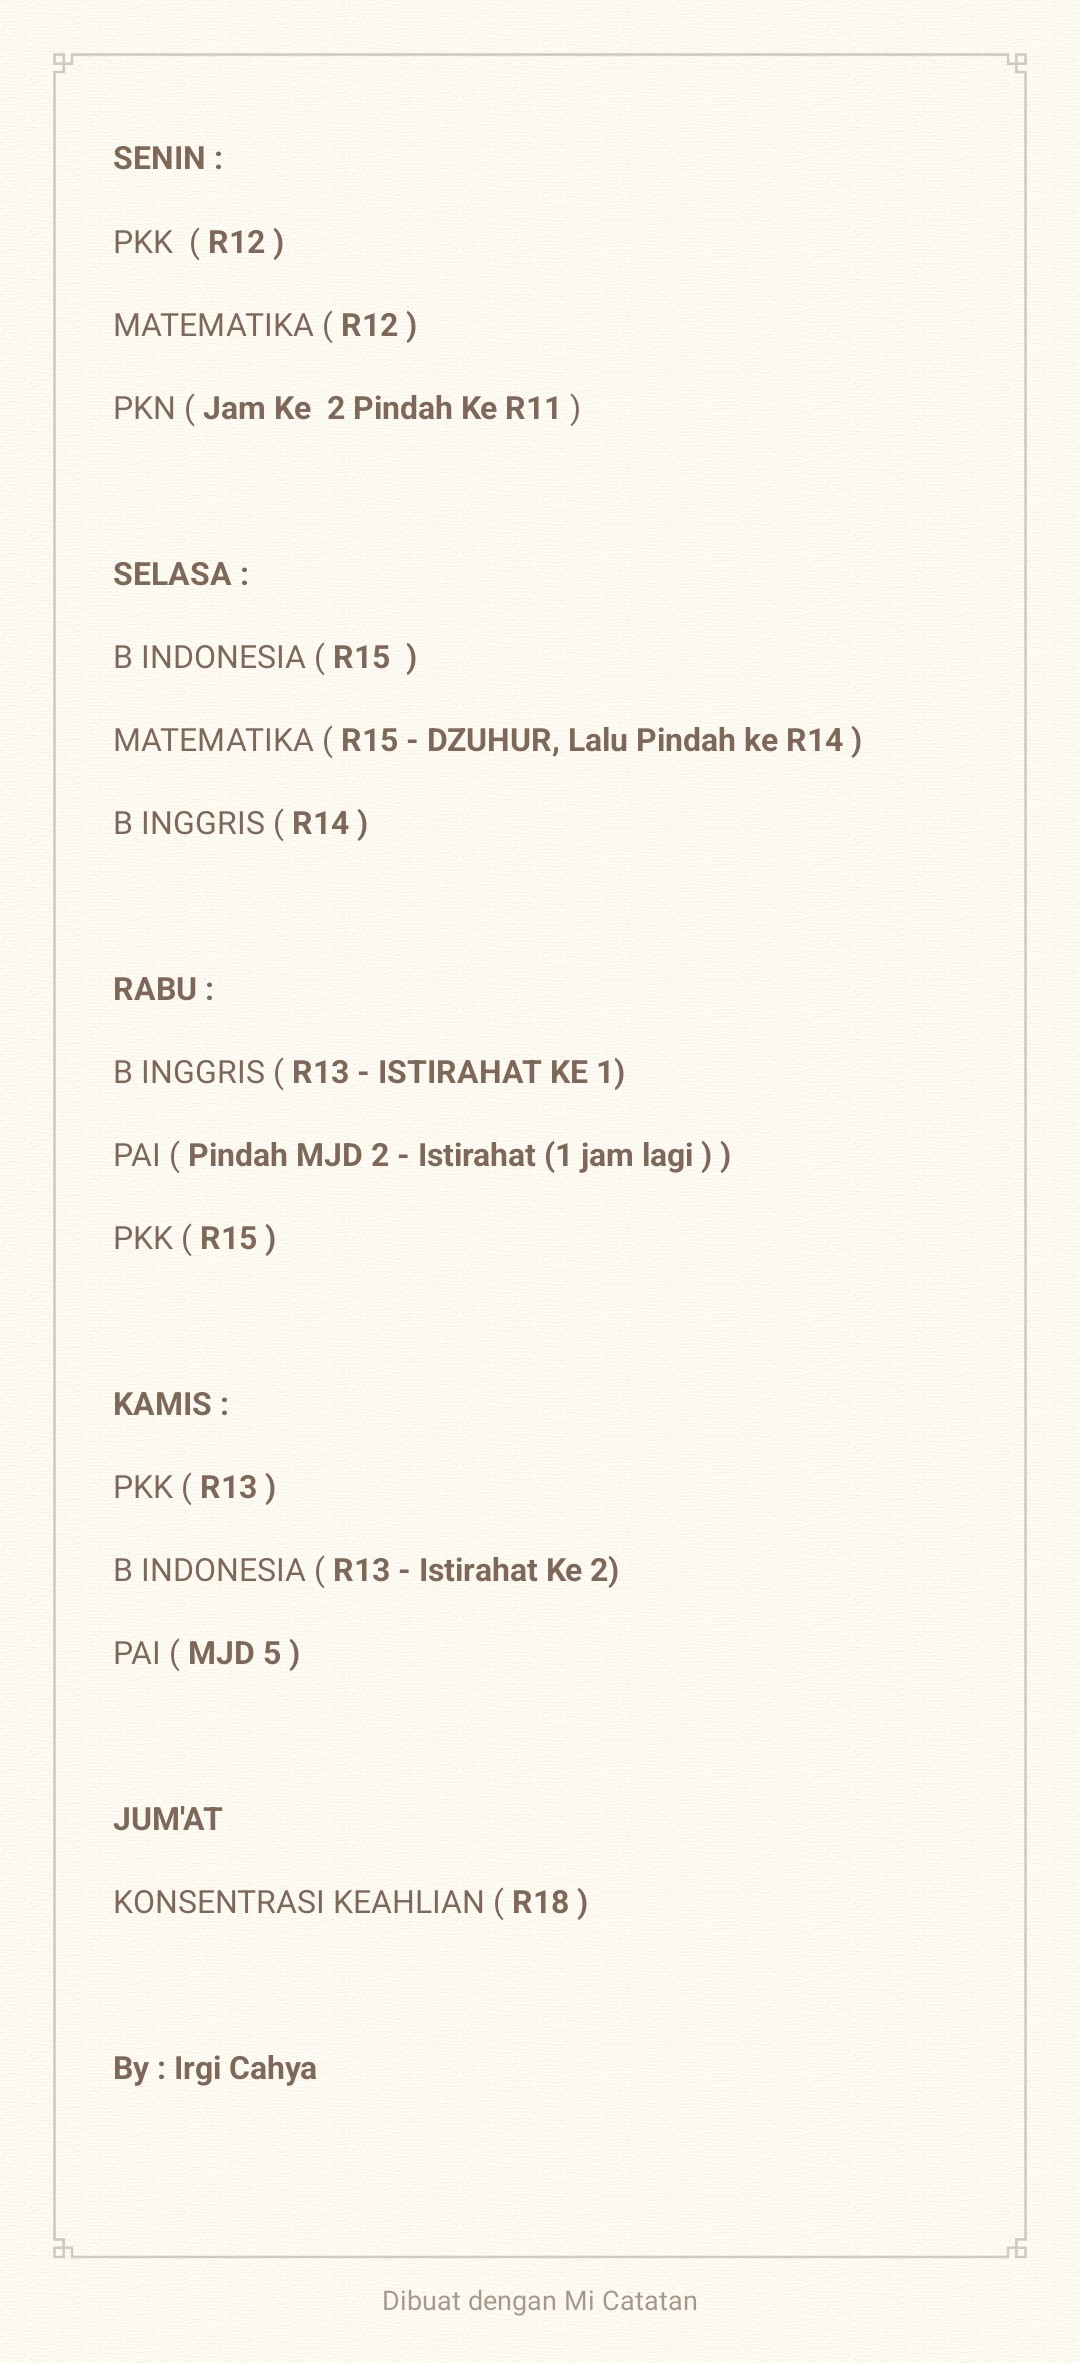 SENIN :
PKK  ( R12 )
MATEMATIKA ( R12 )
PKN ( Jam Ke  2 Pindah Ke R11 )
SELASA :
B INDONESIA ( R15  )
MATEMATIKA ( R15 - DZUHUR, Lalu Pindah ke R14 )
B INGGRIS ( R14 )
RABU :
B INGGRIS ( R13 - ISTIRAHAT KE 1)
PAI ( Pindah MJD 2 - Istirahat (1 jam lagi ) )
PKK ( R15 )
KAMIS :
PKK ( R13 )
B INDONESIA ( R13 - Istirahat Ke 2)
PAI ( MJD 5 )
JUM'AT
KONSENTRASI KEAHLIAN ( R18 )
By : Irgi Cahya
Dibuat dengan Mi Catatan